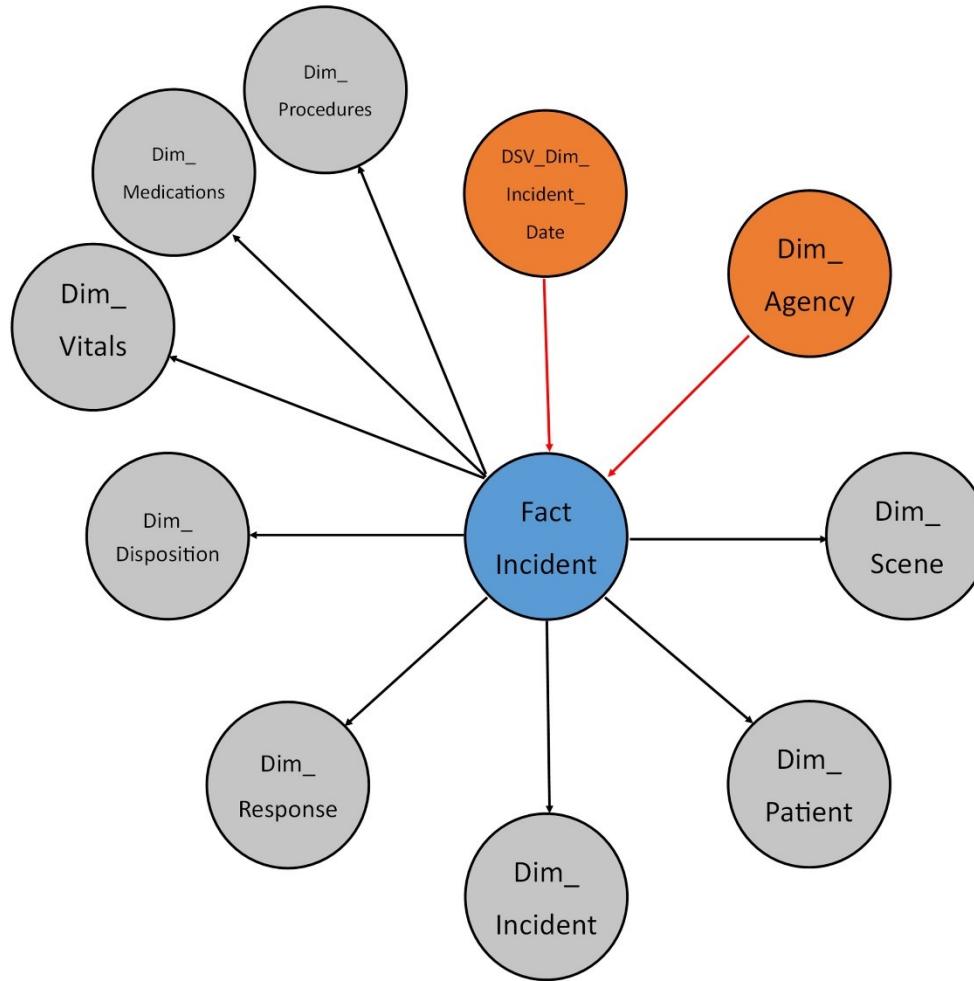 Dim_
Procedures
Dim_
Medications
DSV_Dim_
Incident_
Date
Dim_
Agency
Dim_
Vitals
Fact
Incident
Dim_
Disposition
Dim_
Scene
Dim_
Response
Dim_
Patient
Dim_
Incident